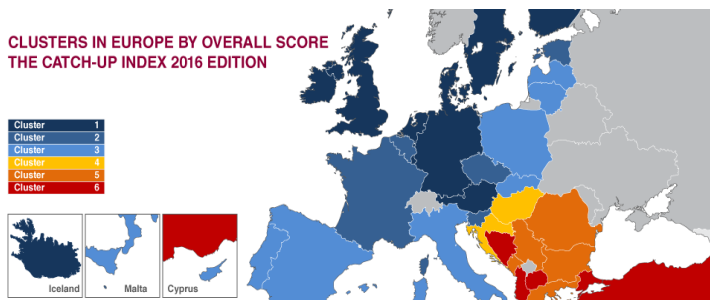 CLUSTERS IN EUROPE BY OVERALL SCORE
THE CATCH-UP INDEX 2016 EDITION
Cluster 1
Cluster 2
Cluster 3
Cluster 4
Cluster 5
Cluster 6
Iceland
Malta
Cyprus